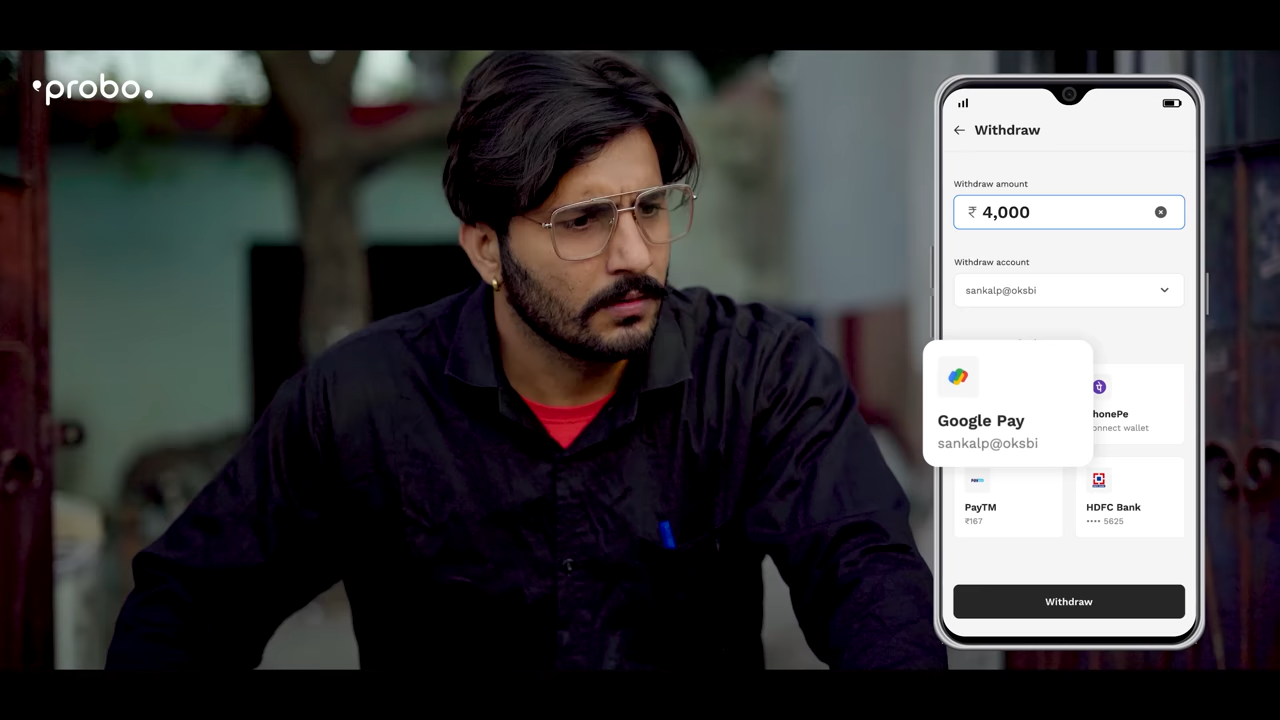 probo.
Withdraw
Withdraw amount
₹ 4,000
Withdraw account
sankalp@oksbi
Google Pay
sankalp@oksbi
honePe
onnect wallet
PayTM
₹167
HDFC Bank
•••• 5625
Withdraw